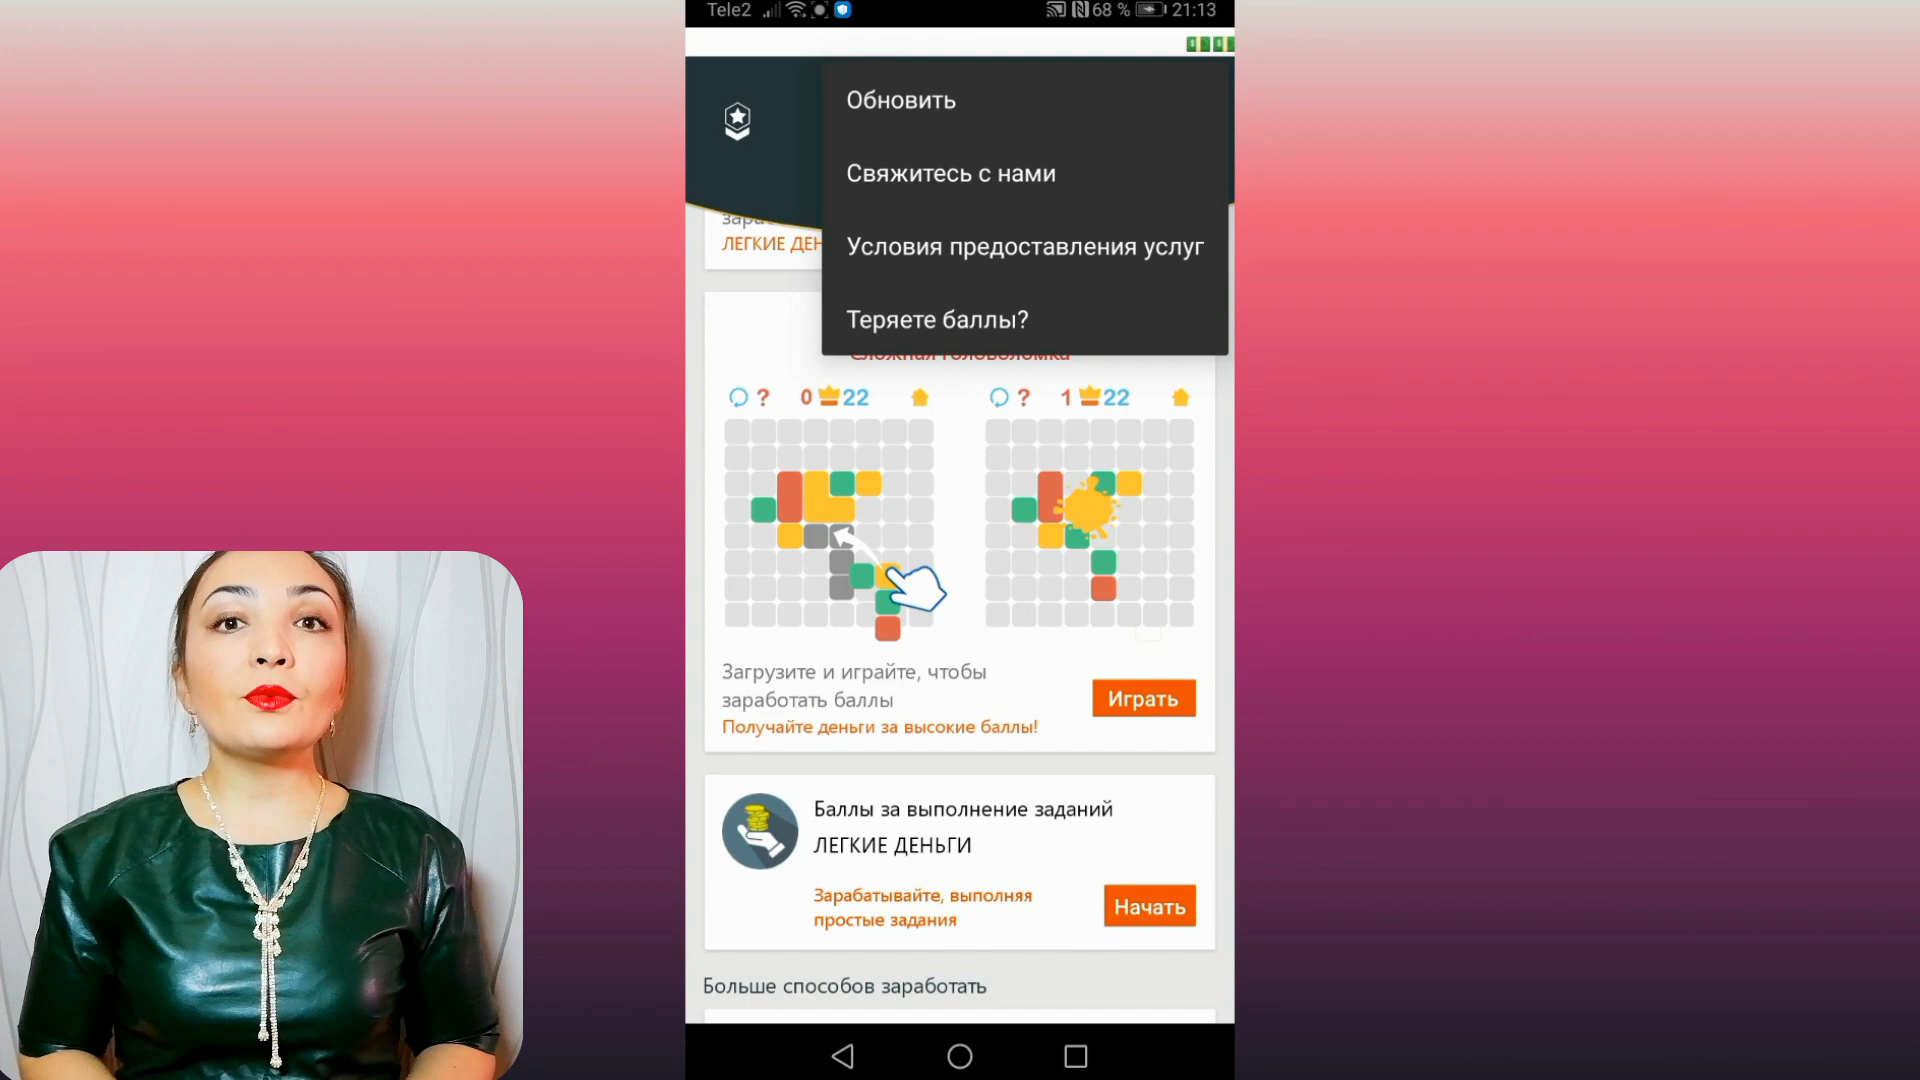 Tele2 68 % 21:13
Обновить
Свяжитесь с нами
Условия предоставления услуг
Теряете баллы?
ЛЕГКИЕ ДЕН
Сложная головоломка
? 0 22 ? 1 22
Загрузите и играйте, чтобы
заработать баллы
Получайте деньги за высокие баллы!
Играть
Баллы за выполнение заданий
ЛЕГКИЕ ДЕНЬГИ
Зарабатывайте, выполняя
простые задания
Начать
Больше способов заработать